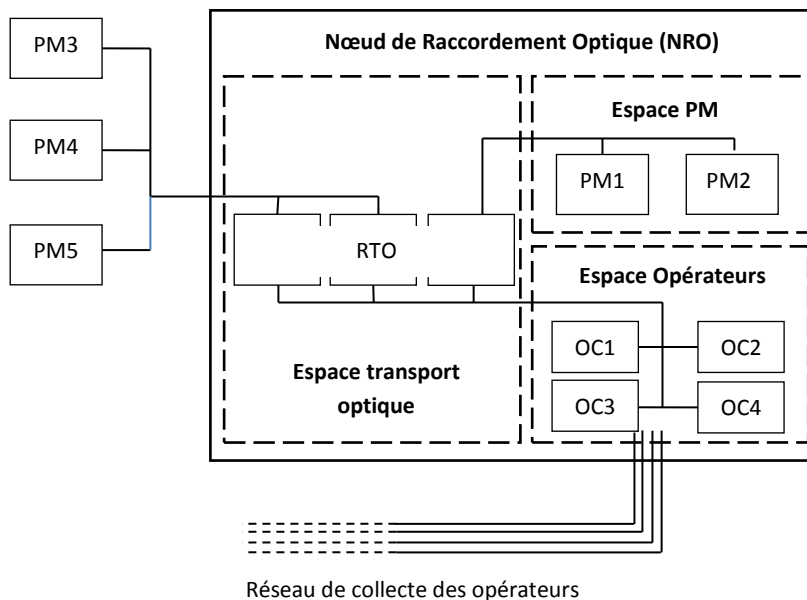 PM3
Nœud de Raccordement Optique (NRO)
Espace PM
PM4
PM1
PM2
PM5
RTO
Espace Opérateurs
OC1
OC2
Espace transport
optique
OC3
OC4
Réseau de collecte des opérateurs